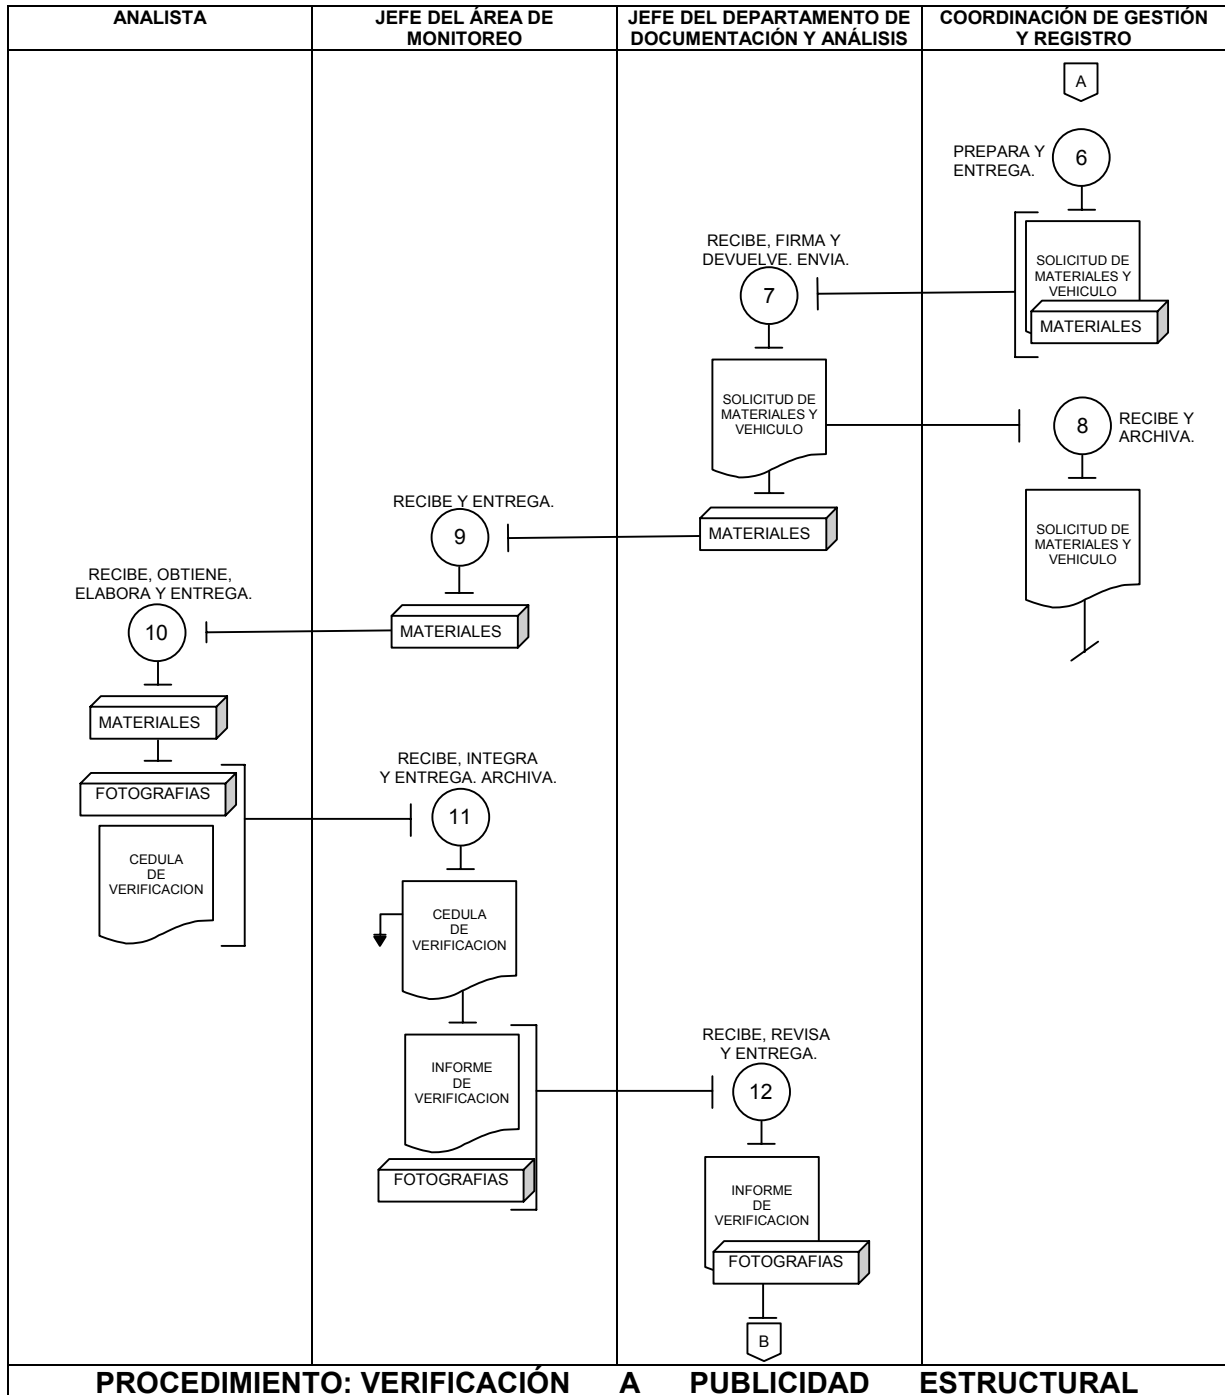 ANALISTA
JEFE DEL ÁREA DE
MONITOREO
JEFE DEL DEPARTAMENTO DE
DOCUMENTACIÓN Y ANÁLISIS
COORDINACIÓN DE GESTIÓN
Y REGISTRO
A
PREPARA Y
ENTREGA.
6
SOLICITUD DE
MATERIALES Y
VEHICULO
MATERIALES
RECIBE, FIRMA Y
DEVUELVE. ENVIA.
7
SOLICITUD DE
MATERIALES Y
VEHICULO
MATERIALES
8
RECIBE Y
ARCHIVA.
SOLICITUD DE
MATERIALES Y
VEHICULO
RECIBE Y ENTREGA.
9
MATERIALES
RECIBE, OBTIENE,
ELABORA Y ENTREGA.
10
MATERIALES
FOTOGRAFIAS
CEDULA
DE
VERIFICACION
RECIBE, INTEGRA
Y ENTREGA. ARCHIVA.
11
CEDULA
DE
VERIFICACION
INFORME
DE
VERIFICACION
FOTOGRAFIAS
RECIBE, REVISA
Y ENTREGA.
12
INFORME
DE
VERIFICACION
FOTOGRAFIAS
B
PROCEDIMIENTO: VERIFICACIÓN A PUBLICIDAD ESTRUCTURAL